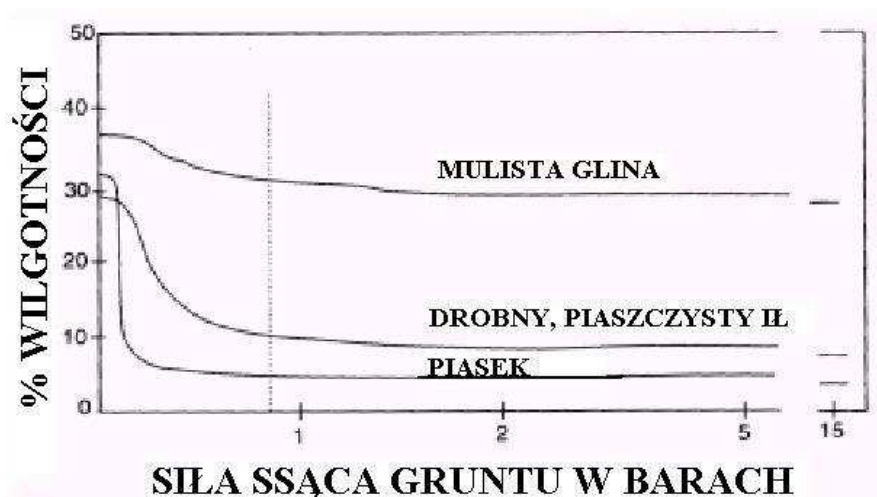 % WILGOTNOŚCI
50
40
30
20
10
0
MULISTA GLINA
DROBNY, PIASZCZYSTY IŁ
PIASEK
1 2 5 15
SIŁA SSĄCA GRUNTU W BARACH